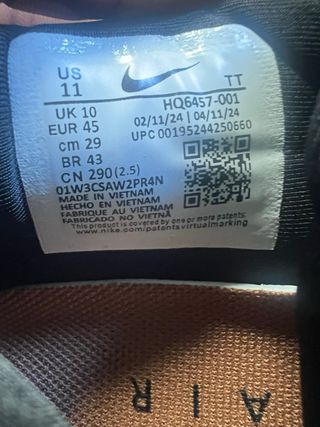 US
11
TT
UK 10
EUR 45
cm 29
BR 43
CN 290 (2.5)
HQ6457-001
02/11/24 | 04/11/24
UPC 00195244250660
01W3CSAW2PR4N
MADE IN VIETNAM
HECHO EN VIETNAM
FABRIQUE AU VIETNAM
FABRICADO NO VIETNÃ
This product is covered by one or more patents.
www.nike.com/patentsvirtualmarking
AIR